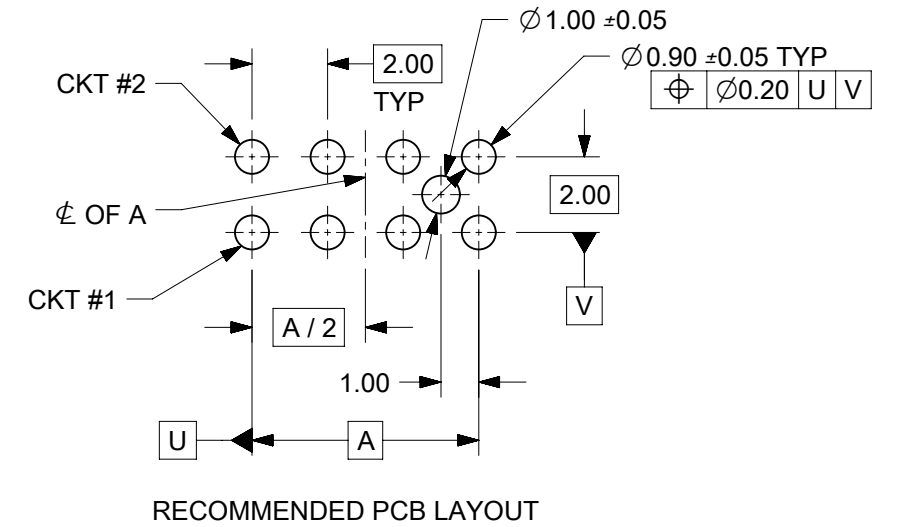 ∅1.00 ±0.05
∅0.90 ±0.05 TYP
⌖ ∅0.20 U V
2.00
TYP
CKT #2
2.00
℄ OF A
CKT #1
V
A / 2
1.00
U
A
RECOMMENDED PCB LAYOUT